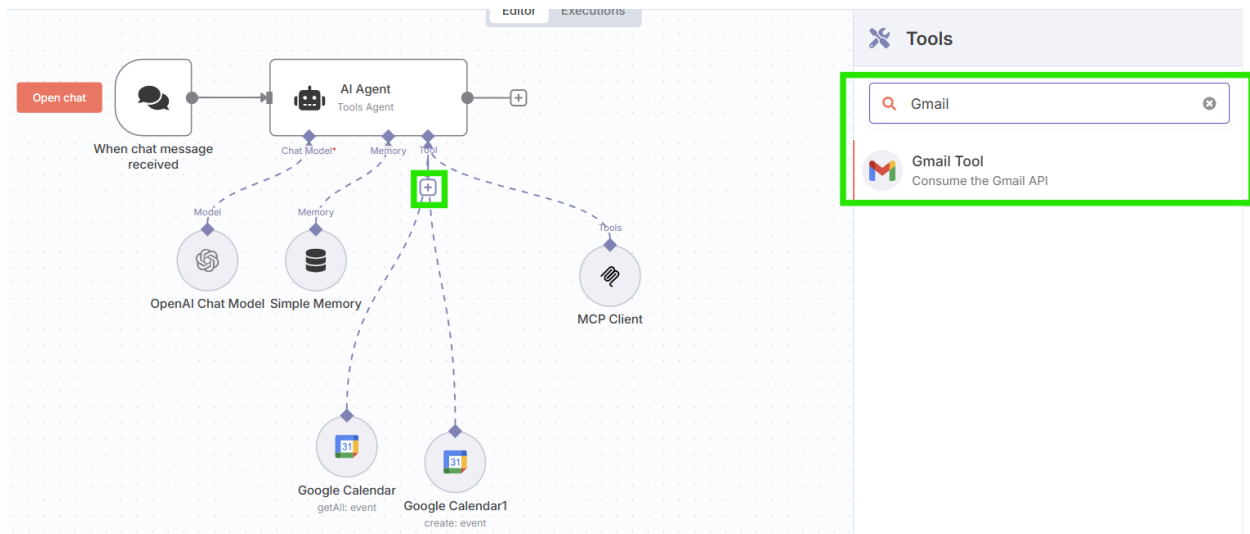 Editor
Executions
Tools
Gmail
Gmail Tool
Consume the Gmail API
Open chat
When chat message
received
AI Agent
Tools Agent
Chat Model*
Memory
Tool
Model
Memory
Tools
OpenAI Chat Model
Simple Memory
MCP Client
31
Google Calendar
getAll: event
31
Google Calendar1
create: event